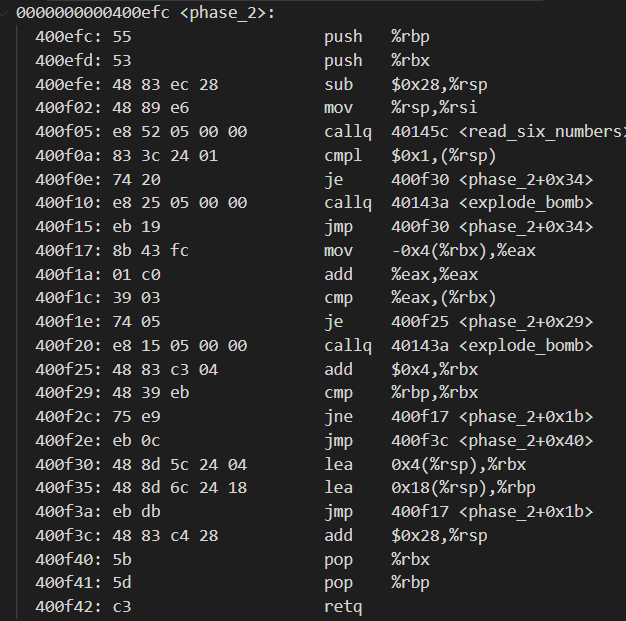 0000000000400efc <phase_2>:
400efc: 55 push %rbp
400efd: 53 push %rbx
400efe: 48 83 ec 28 sub $0x28,%rsp
400f02: 48 89 e6 mov %rsp,%rsi
400f05: e8 52 05 00 00 callq 40145c <read_six_numbers>
400f0a: 83 3c 24 01 cmpl $0x1,(%rsp)
400f0e: 74 20 je 400f30 <phase_2+0x34>
400f10: e8 25 05 00 00 callq 40143a <explode_bomb>
400f15: eb 19 jmp 400f30 <phase_2+0x34>
400f17: 8b 43 fc mov -0x4(%rbx),%eax
400f1a: 01 c0 add %eax,%eax
400f1c: 39 03 cmp %eax,(%rbx)
400f1e: 74 05 je 400f25 <phase_2+0x29>
400f20: e8 15 05 00 00 callq 40143a <explode_bomb>
400f25: 48 83 c3 04 add $0x4,%rbx
400f29: 48 39 eb cmp %rbp,%rbx
400f2c: 75 e9 jne 400f17 <phase_2+0x1b>
400f2e: eb 0c jmp 400f3c <phase_2+0x40>
400f30: 48 8d 5c 24 04 lea 0x4(%rsp),%rbx
400f35: 48 8d 6c 24 18 lea 0x18(%rsp),%rbp
400f3a: eb db jmp 400f17 <phase_2+0x1b>
400f3c: 48 83 c4 28 add $0x28,%rsp
400f40: 5b pop %rbx
400f41: 5d pop %rbp
400f42: c3 retq